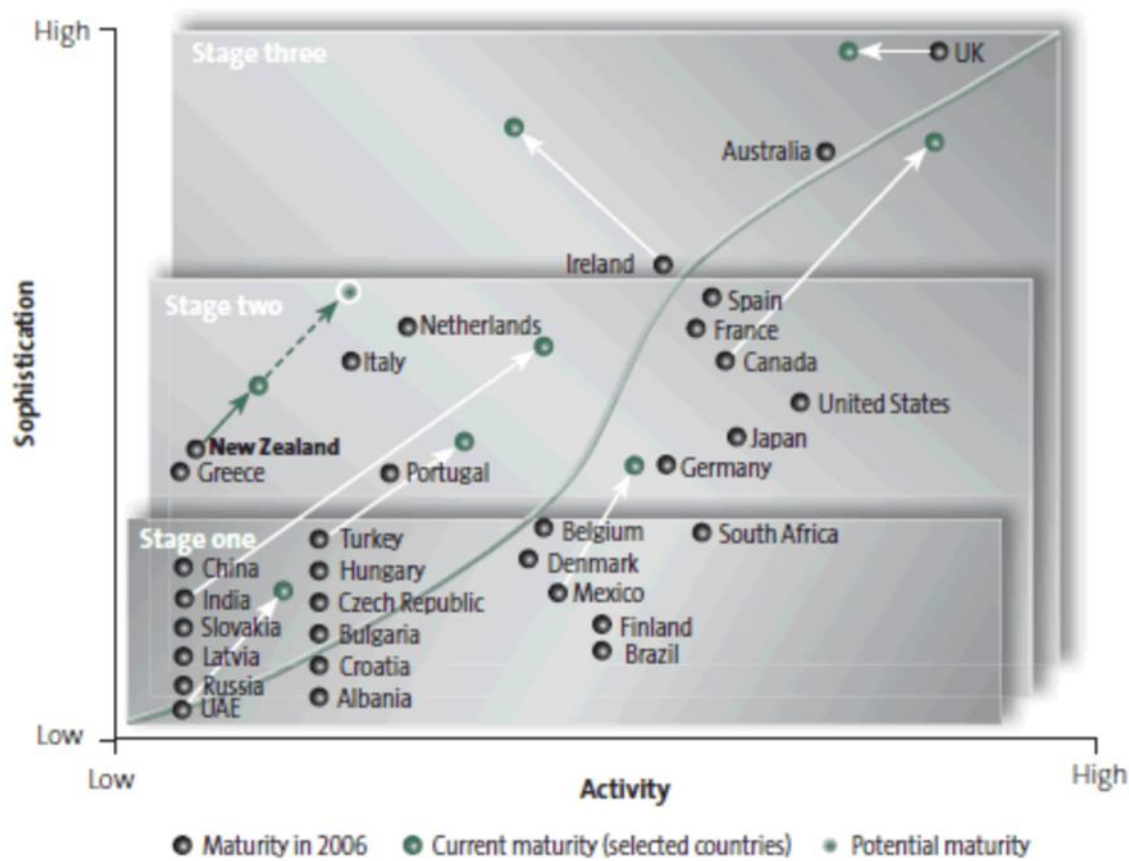 High
Stage three
UK
Australia
Ireland
Stage two
Spain
Netherlands
France
Italy
Canada
United States
Japan
New Zealand
Greece
Portugal
Germany
Sophistication
Stage one
Turkey
Belgium
South Africa
China
Hungary
Denmark
India
Czech Republic
Mexico
Slovakia
Bulgaria
Finland
Latvia
Croatia
Brazil
Russia
Albania
UAE
Low
Low
Activity
High
Maturity in 2006
Current maturity (selected countries)
Potential maturity